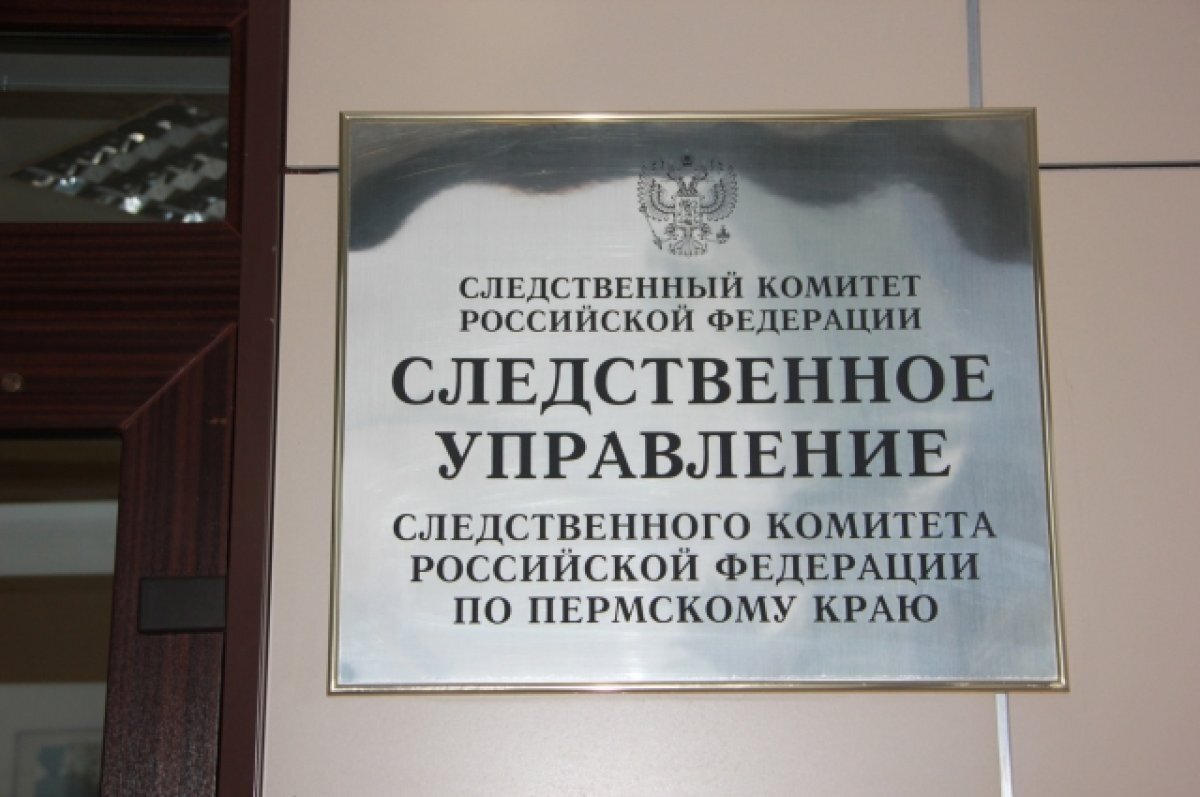 СЛЕДСТВЕННЫЙ КОМИТЕТ
РОССИЙСКОЙ ФЕДЕРАЦИИ
СЛЕДСТВЕННОЕ
УПРАВЛЕНИЕ
СЛЕДСТВЕННОГО КОМИТЕТА
РОССИЙСКОЙ ФЕДЕРАЦИИ
ПО ПЕРМСКОМУ КРАЮ